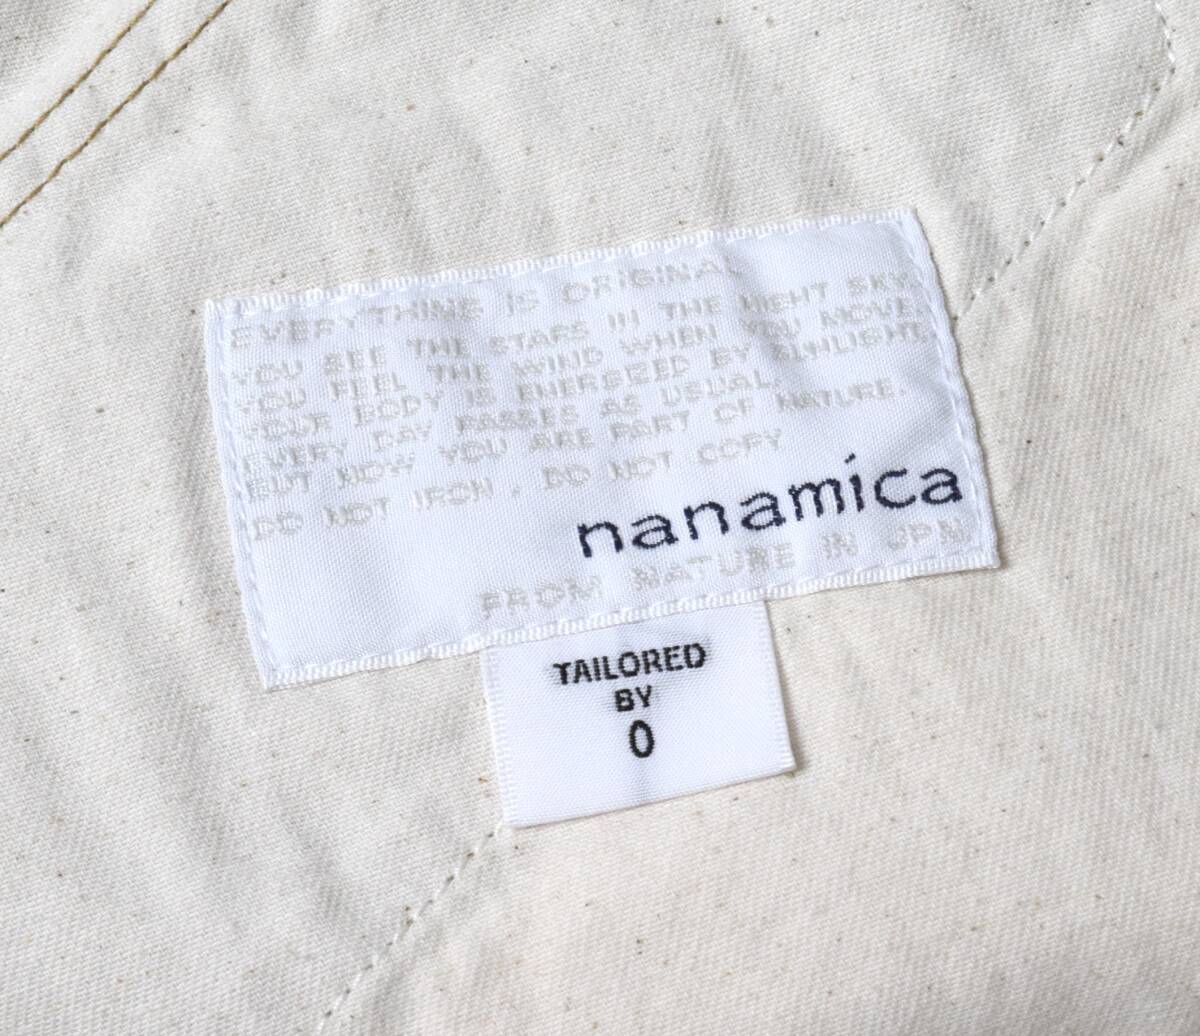 EVERYTHING IS ORIGINAL
YOU SEE THE STARS IN THE NIGHT SKY.
YOU FEEL THE WIND WHEN YOU MOVE.
YOUR BODY IS ENERGIZED BY SUNLIGHT.
EVERY DAY PASSES AS USUAL.
BUT NOW YOU ARE PART OF NATURE.
DO NOT IRON . DO NOT COPY
nanamica
FROM NATURE IN JPN.
TAILORED
BY
O